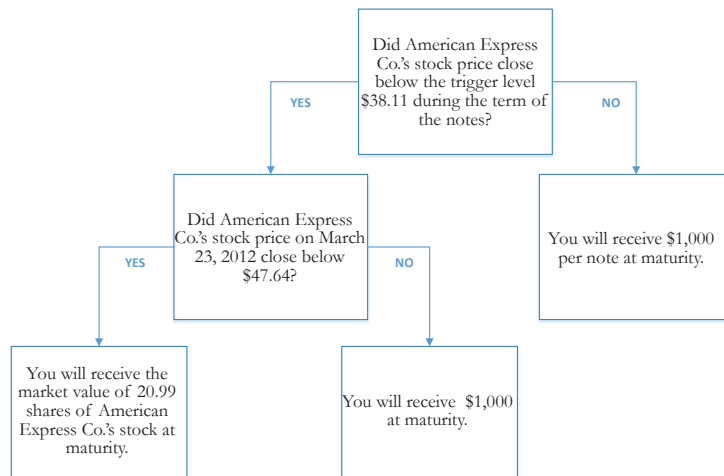 Did American Express
Co.'s stock price close
below the trigger level
$38.11 during the term of
the notes?
YES
NO
Did American Express
Co.'s stock price on March
23, 2012 close below
$47.64?
You will receive $1,000
per note at maturity.
YES
NO
You will receive the
market value of 20.99
shares of American
Express Co.'s stock at
maturity.
You will receive $1,000
at maturity.